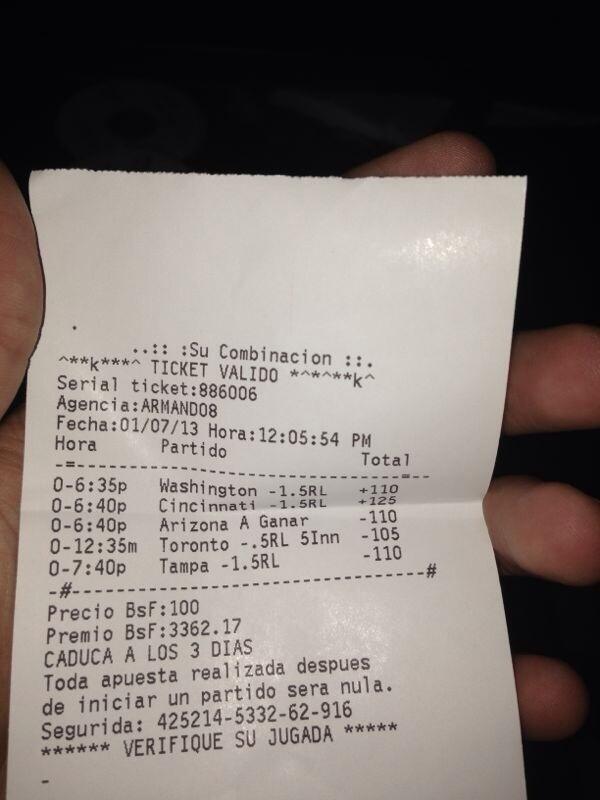 ..:: :Su Combinacion ::.
^**k***^ TICKET VALIDO *^*^**k^
Serial ticket:886006
Agencia:ARMANDO8
Fecha:01/07/13 Hora:12:05:54 PM
Hora Partido Total
-=------------------------------=--
0-6:35p Washington -1.5RL +110
0-6:40p Cincinnati -1.5RL +125
0-6:40p Arizona A Ganar -110
0-12:35m Toronto -.5RL 5Inn -105
0-7:40p Tampa -1.5RL -110
-#-------------------------------#
Precio BsF:100
Premio BsF:3362.17
CADUCA A LOS 3 DIAS
Toda apuesta realizada despues
de iniciar un partido sera nula.
Segurida: 425214-5332-62-916
****** VERIFIQUE SU JUGADA *****
-